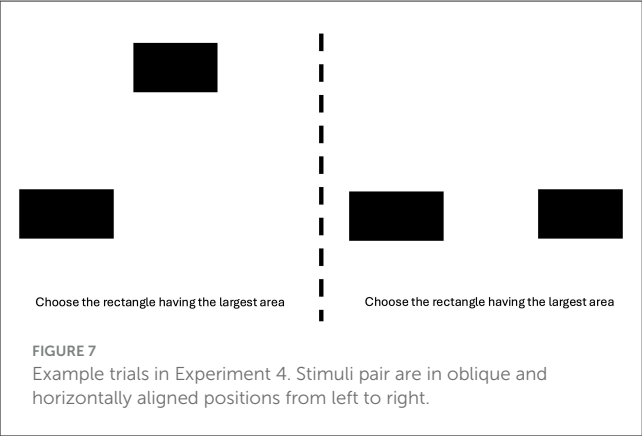 Choose the rectangle having the largest area
Choose the rectangle having the largest area
FIGURE 7
Example trials in Experiment 4. Stimuli pair are in oblique and
horizontally aligned positions from left to right.